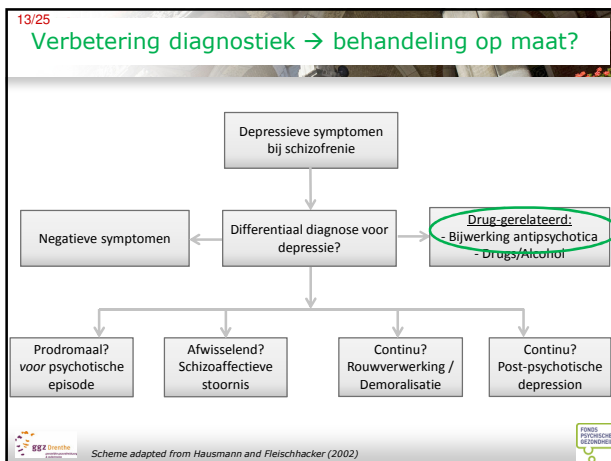 13/25
Verbetering diagnostiek → behandeling op maat?
Depressieve symptomen
bij schizofrenie
Negatieve symptomen
Differentiaal diagnose voor
depressie?
Drug-gerelateerd:
- Bijwerking antipsychotica
- Drugs/Alcohol
Prodromaal?
voor psychotische
episode
Afwisselend?
Schizoaffectieve
stoornis
Continu?
Rouwverwerking /
Demoralisatie
Continu?
Post-psychotische
depression
ggz Drenthe
Scheme adapted from Hausmann and Fleischhacker (2002)
FONDS
PSYCHISCHE
GEZONDHEID